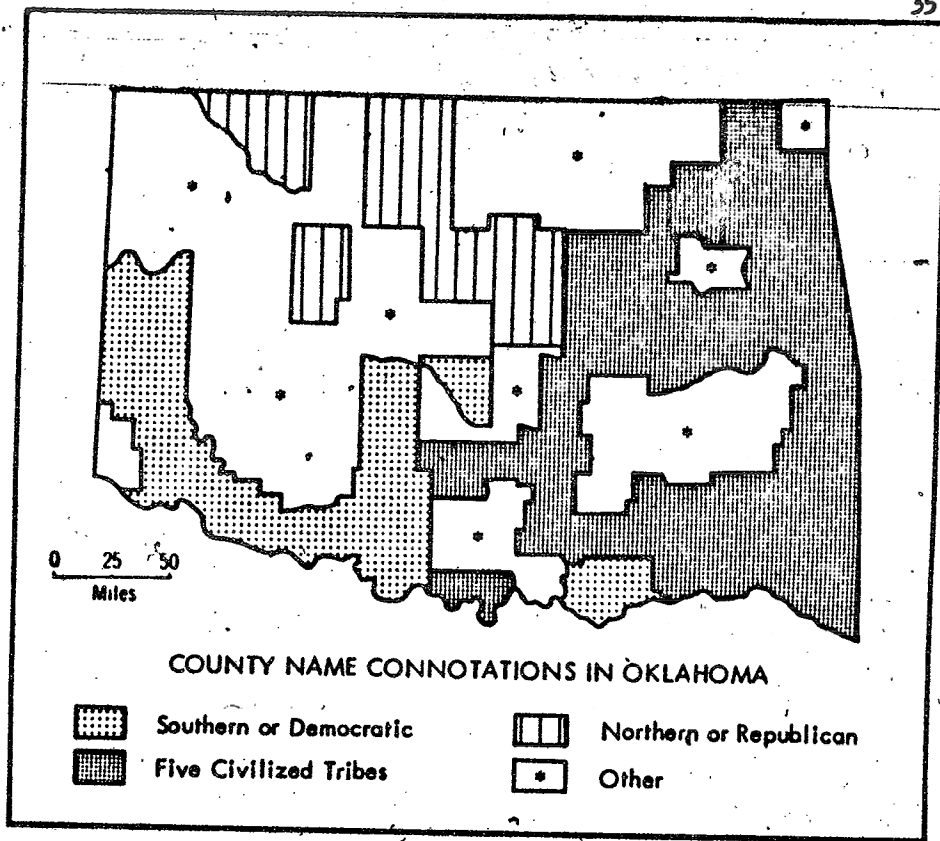 35
0 25 50
Miles
COUNTY NAME CONNOTATIONS IN OKLAHOMA
Southern or Democratic
Northern or Republican
Five Civilized Tribes
* Other